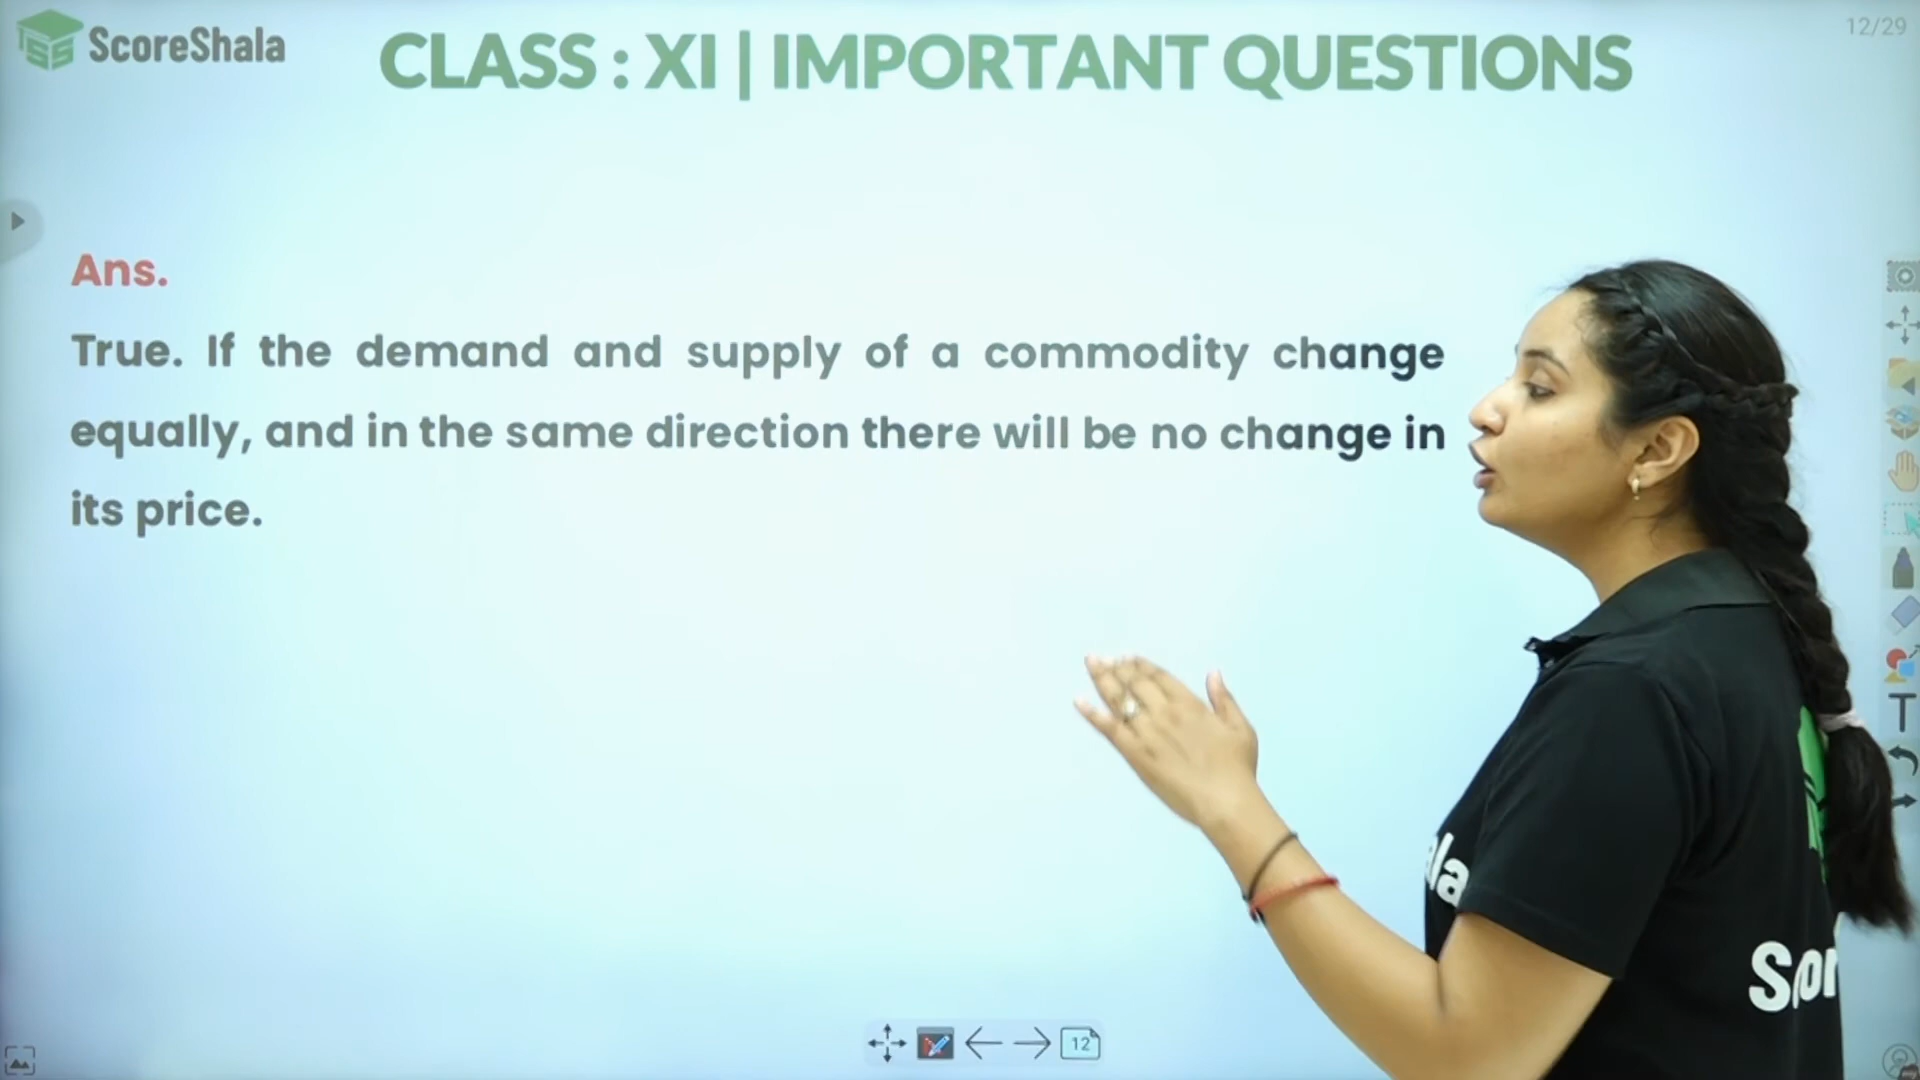 ScoreShala
CLASS : XI | IMPORTANT QUESTIONS
12/29
Ans.
True. If the demand and supply of a commodity change
equally, and in the same direction there will be no change in
its price.
12